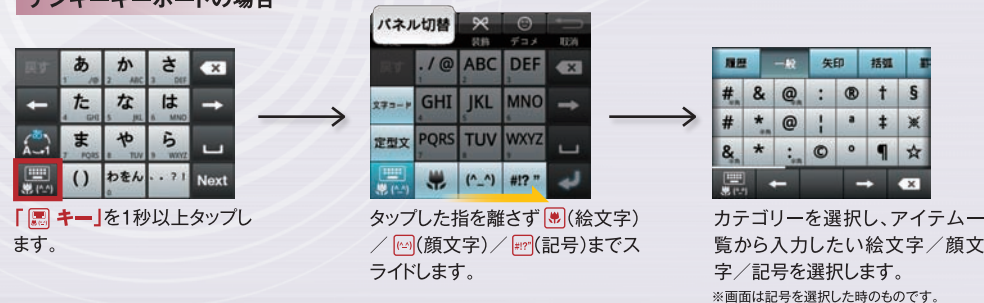 テンキーキーボードの場合
戻す あ か さ
1 /@ 2 ABC 3 DEF
← た な は →
4 GHI 5 JKL 6 MNO
あ A 1 ま や ら
7 PQRS 8 TUV 9 WXYZ
(^.^) () わをん 、。?! Next
「 キー」を1秒以上タップし
ます。
パネル切替
装飾 デコメ 取消
戻す ./@ ABC DEF
文字コード GHI JKL MNO →
定型文 PQRS TUV WXYZ
(^.^) (^_^) #!?"
タップした指を離さず (絵文字)
/ (^.^) (顔文字)/ #!?" (記号)までス
ライドします。
履歴 一般 矢印 括弧
# & @ : ® † §
# * @ ¦ ª ‡ ※
& * : © ° ¶ ☆
(^.^) ← →
カテゴリーを選択し、アイテム一
覧から入力したい絵文字/顔文
字/記号を選択します。
※画面は記号を選択した時のものです。